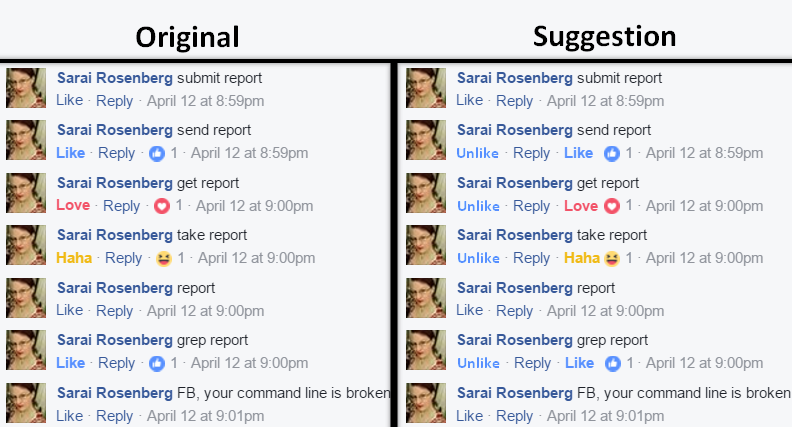 Original
Sarai Rosenberg submit report
Like · Reply · April 12 at 8:59pm
Sarai Rosenberg send report
Like · Reply · 1 · April 12 at 8:59pm
Sarai Rosenberg get report
Love · Reply · 1 · April 12 at 9:00pm
Sarai Rosenberg take report
Haha · Reply · 1 · April 12 at 9:00pm
Sarai Rosenberg report
Like · Reply · April 12 at 9:00pm
Sarai Rosenberg grep report
Like · Reply · 1 · April 12 at 9:00pm
Sarai Rosenberg FB, your command line is broken
Like · Reply · April 12 at 9:01pm
Suggestion
Sarai Rosenberg submit report
Like · Reply · April 12 at 8:59pm
Sarai Rosenberg send report
Unlike · Reply · Like 1 · April 12 at 8:59pm
Sarai Rosenberg get report
Unlike · Reply · Love 1 · April 12 at 9:00pm
Sarai Rosenberg take report
Unlike · Reply · Haha 1 · April 12 at 9:00pm
Sarai Rosenberg report
Like · Reply · April 12 at 9:00pm
Sarai Rosenberg grep report
Unlike · Reply · Like 1 · April 12 at 9:00pm
Sarai Rosenberg FB, your command line is broken
Like · Reply · April 12 at 9:01pm